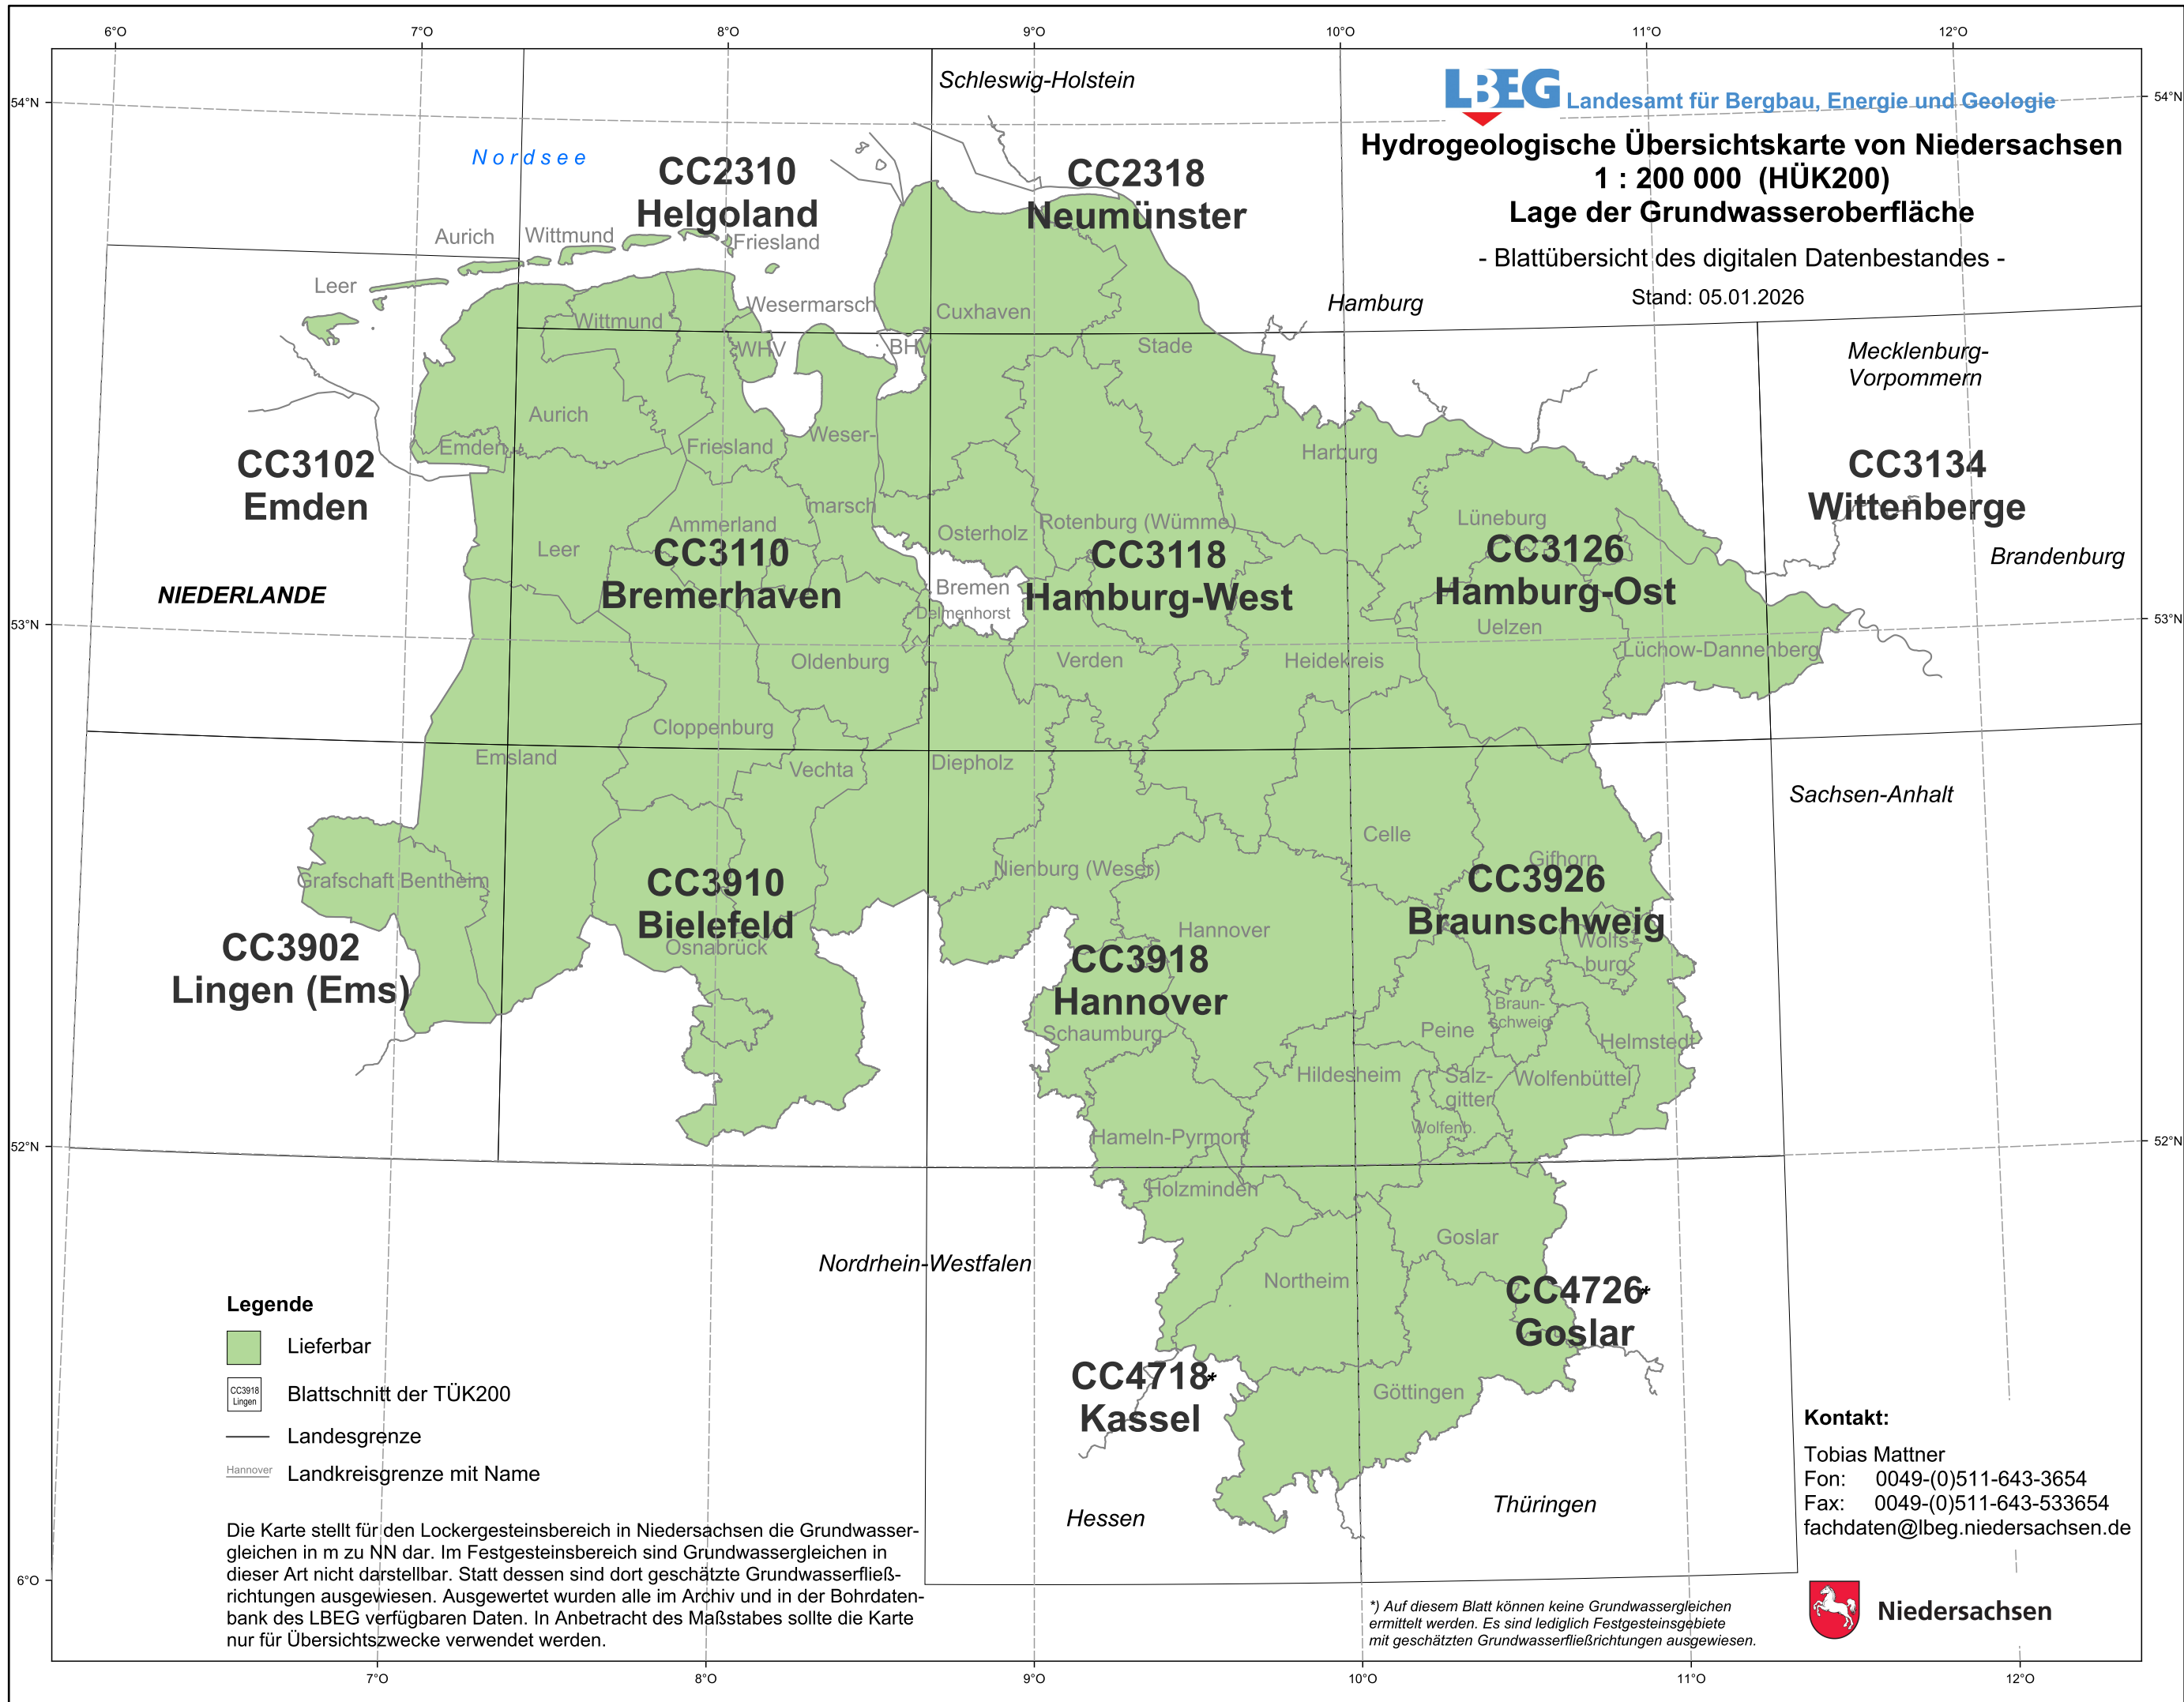 6°O
7°O
8°O
9°O
10°O
11°O
12°O
54°N
54°N
Schleswig-Holstein
LBEG Landesamt für Bergbau, Energie und Geologie
Hydrogeologische Übersichtskarte von Niedersachsen
1 : 200 000 (HÜK200)
Lage der Grundwasseroberfläche
- Blattübersicht des digitalen Datenbestandes -
Stand: 05.01.2026
Nordsee
CC2310
Helgoland
CC2318
Neumünster
Aurich
Wittmund
Friesland
Leer
Wesermarsch
Cuxhaven
Hamburg
Wittmund
WHV
BHV
Stade
Mecklenburg-
Vorpommern
Aurich
Emden
Friesland
Weser-
marsch
Harburg
CC3102
Emden
CC3134
Wittenberge
Ammerland
Osterholz
Rotenburg (Wümme)
Lüneburg
Leer
CC3110
Bremerhaven
CC3118
Hamburg-West
CC3126
Hamburg-Ost
Brandenburg
NIEDERLANDE
Bremen
Delmenhorst
53°N
53°N
Uelzen
Oldenburg
Verden
Heidekreis
Lüchow-Dannenberg
Cloppenburg
Emsland
Vechta
Diepholz
Sachsen-Anhalt
Celle
Gifhorn
Grafschaft Bentheim
CC3910
Bielefeld
Nienburg (Weser)
CC3926
Braunschweig
CC3902
Lingen (Ems)
Osnabrück
Hannover
Wolfs-
burg
CC3918
Hannover
Schaumburg
Braun-
schweig
Peine
Helmstedt
Hildesheim
Salz-
gitter
Wolfenbüttel
Wolfenb.
Hameln-Pyrmont
52°N
52°N
Holzminden
Goslar
Nordrhein-Westfalen
Northeim
CC4726*
Goslar
CC4718*
Kassel
Göttingen
Hessen
Thüringen
Legende
Lieferbar
CC3918
Lingen
Blattschnitt der TÜK200
Landesgrenze
Hannover
Landkreisgrenze mit Name
Die Karte stellt für den Lockergesteinsbereich in Niedersachsen die Grundwasser-
gleichen in m zu NN dar. Im Festgesteinsbereich sind Grundwassergleichen in
dieser Art nicht darstellbar. Statt dessen sind dort geschätzte Grundwasserfließ-
richtungen ausgewiesen. Ausgewertet wurden alle im Archiv und in der Bohrdaten-
bank des LBEG verfügbaren Daten. In Anbetracht des Maßstabes sollte die Karte
nur für Übersichtszwecke verwendet werden.
Kontakt:
Tobias Mattner
Fon: 0049-(0)511-643-3654
Fax: 0049-(0)511-643-533654
fachdaten@lbeg.niedersachsen.de
Niedersachsen
*) Auf diesem Blatt können keine Grundwassergleichen
ermittelt werden. Es sind lediglich Festgesteinsgebiete
mit geschätzten Grundwasserfließrichtungen ausgewiesen.
6°O
7°O
8°O
9°O
10°O
11°O
12°O